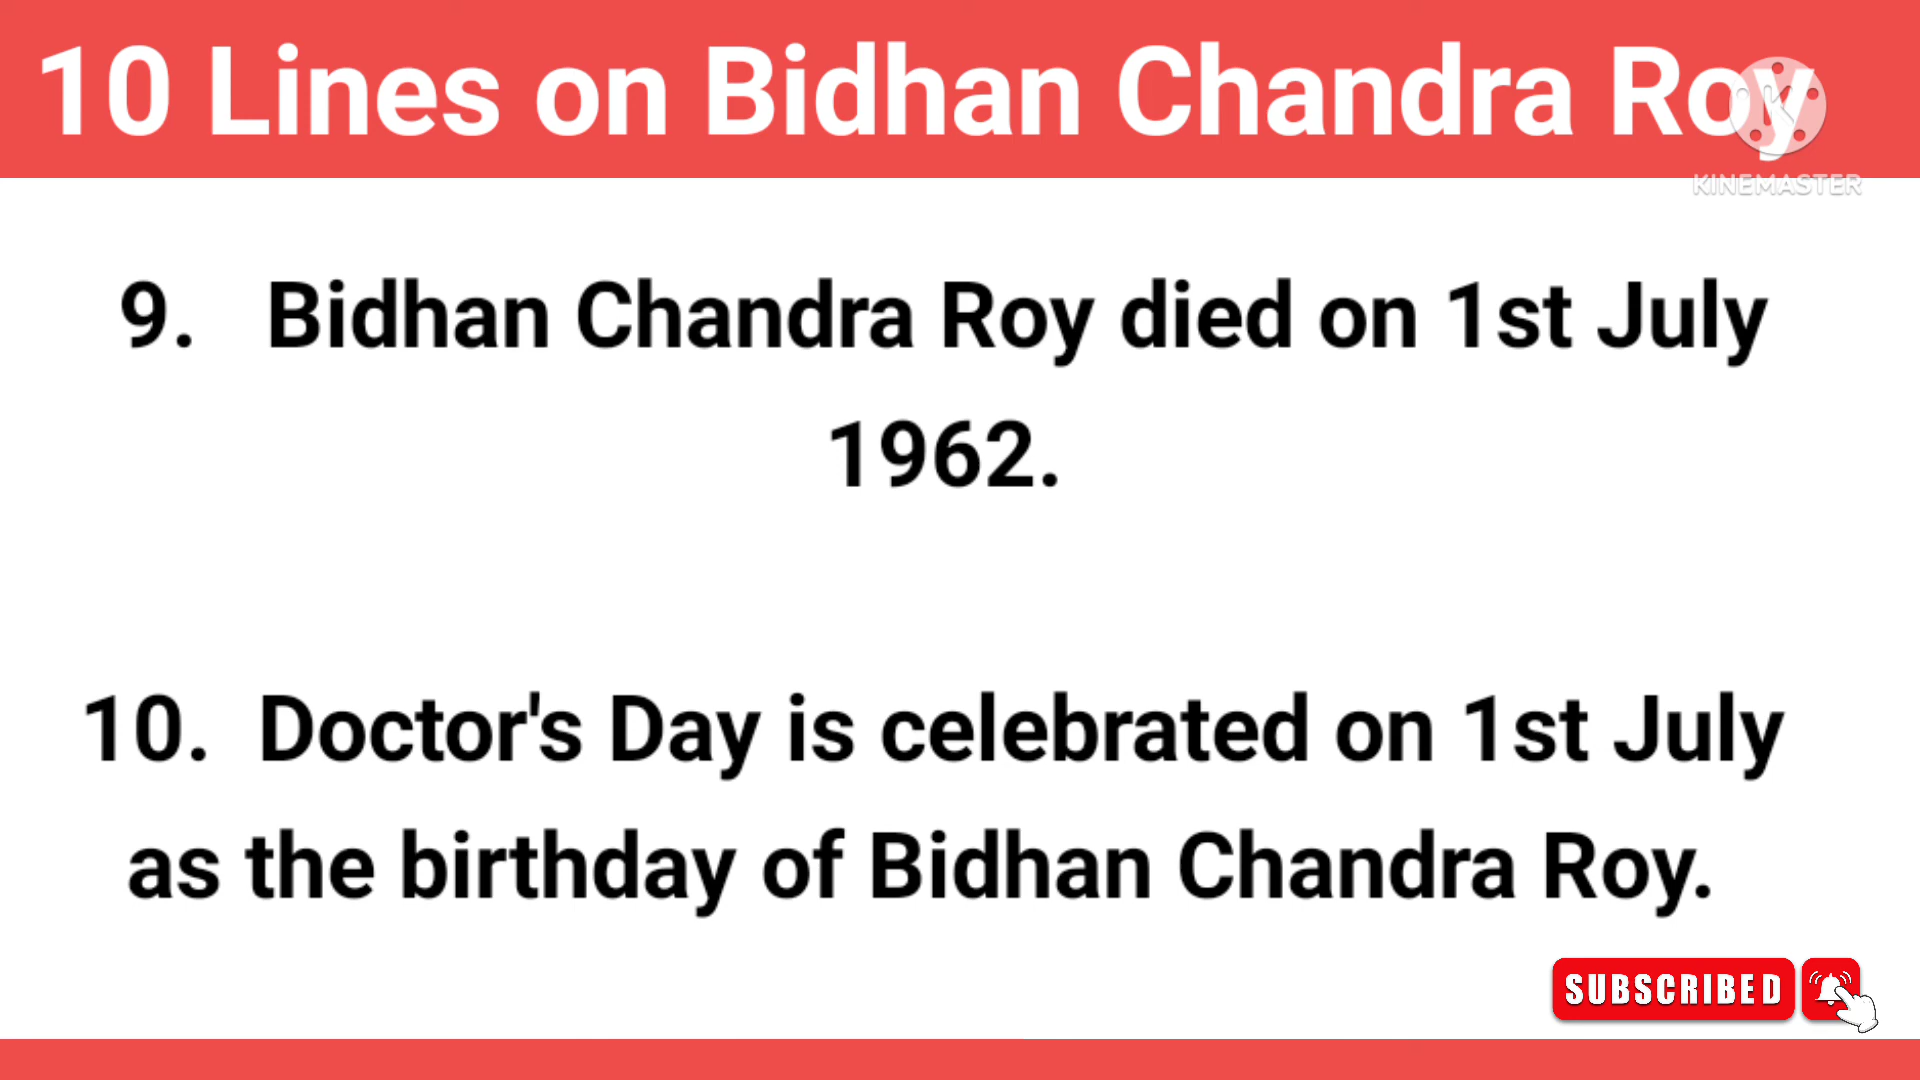 10 Lines on Bidhan Chandra Roy
KINEMASTER
9. Bidhan Chandra Roy died on 1st July
1962.
10. Doctor's Day is celebrated on 1st July
as the birthday of Bidhan Chandra Roy.
SUBSCRIBED